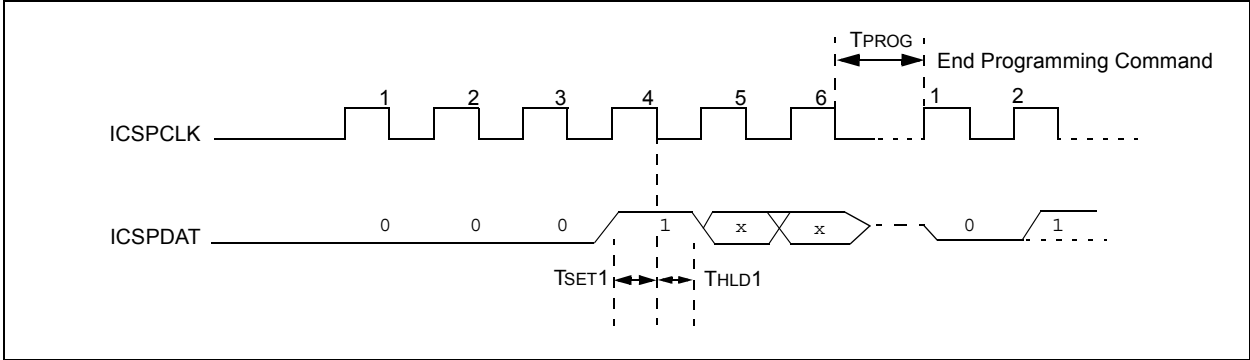 TPROG
End Programming Command
1 2 3 4 5 6 1 2
ICSPCLK
ICSPDAT
0 0 0 1 x x 0 1
TSET1 THLD1